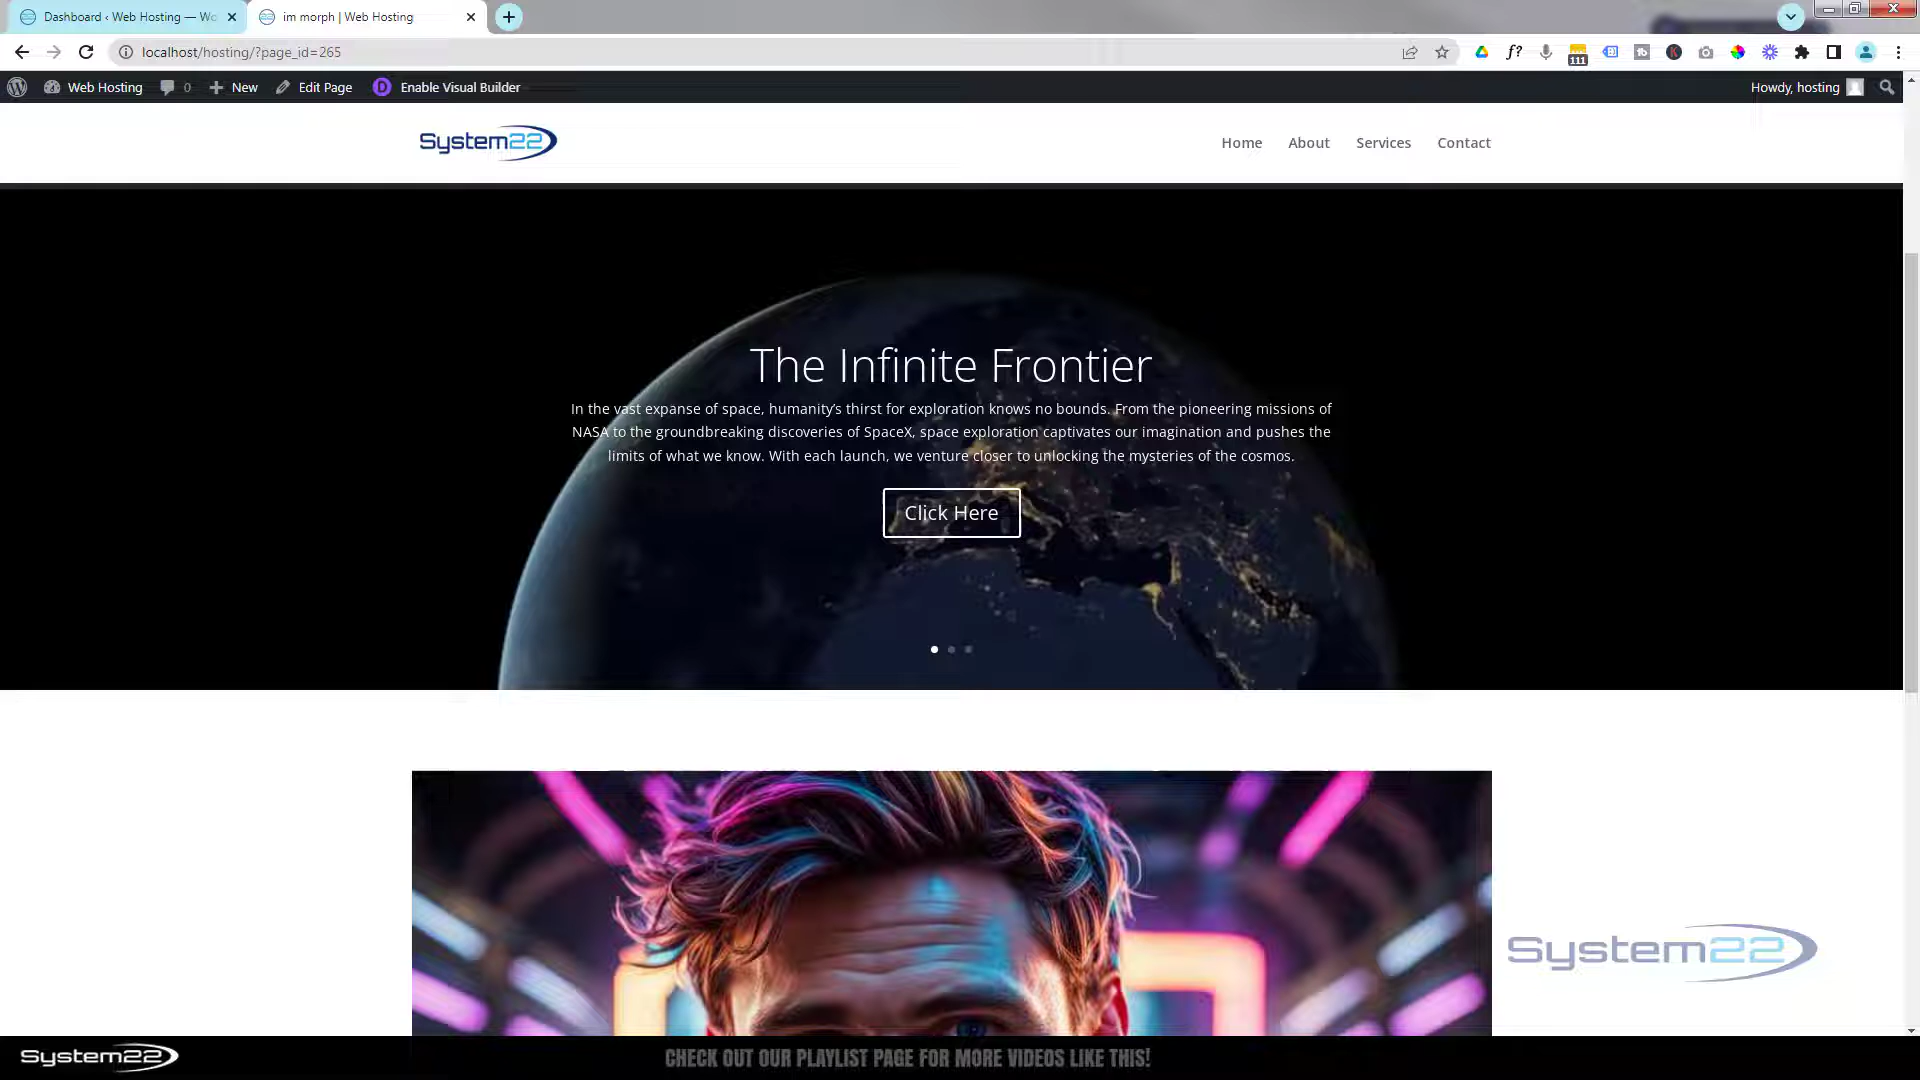 Dashboard ‹ Web Hosting — Wo
im morph | Web Hosting
localhost/hosting/?page_id=265
111
Web Hosting
0
New
Edit Page
Enable Visual Builder
Howdy, hosting
System22
Home
About
Services
Contact
The Infinite Frontier
In the vast expanse of space, humanity’s thirst for exploration knows no bounds. From the pioneering missions of
NASA to the groundbreaking discoveries of SpaceX, space exploration captivates our imagination and pushes the
limits of what we know. With each launch, we venture closer to unlocking the mysteries of the cosmos.
Click Here
System22
System22
CHECK OUT OUR PLAYLIST PAGE FOR MORE VIDEOS LIKE THIS!